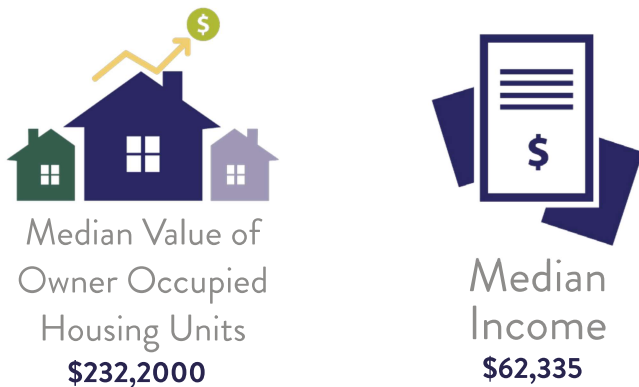 $
Median Value of
Owner Occupied
Housing Units
$232,2000
$
Median
Income
$62,335